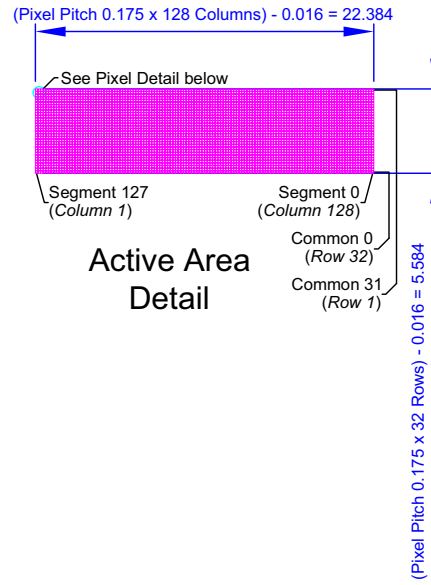 (Pixel Pitch 0.175 x 128 Columns) - 0.016 = 22.384
See Pixel Detail below
Segment 127
(Column 1)
Segment 0
(Column 128)
Common 0
(Row 32)
Common 31
(Row 1)
Active Area
Detail
(Pixel Pitch 0.175 x 32 Rows) - 0.016 = 5.584